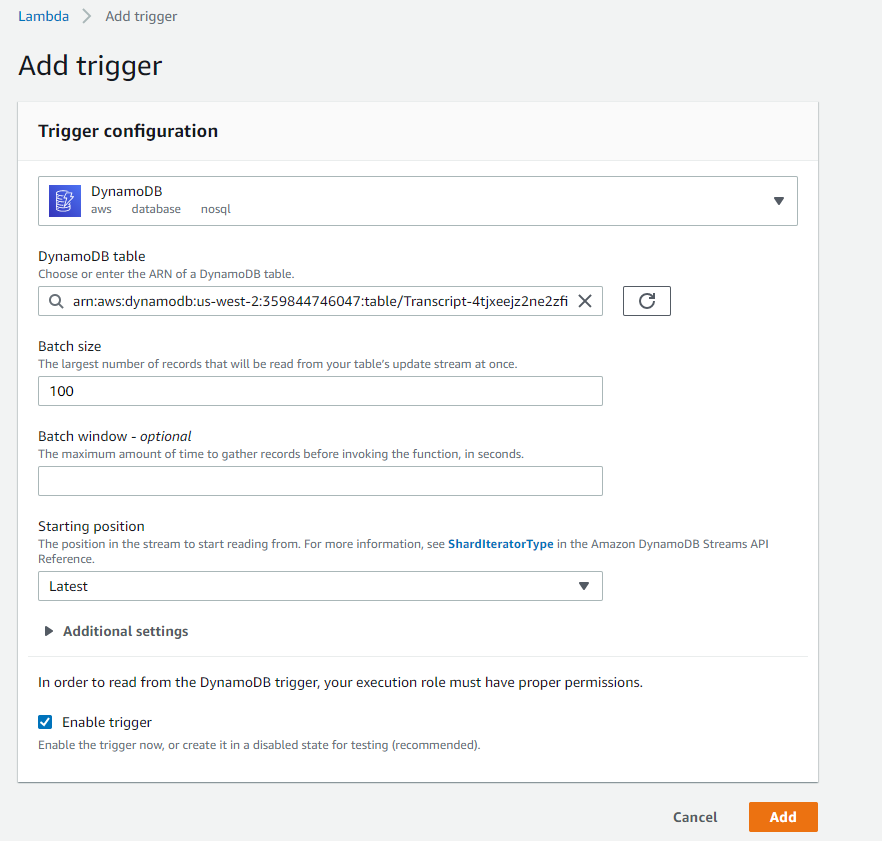 Lambda > Add trigger
Add trigger
Trigger configuration
DynamoDB
aws database nosql
DynamoDB table
Choose or enter the ARN of a DynamoDB table.
arn:aws:dynamodb:us-west-2:359844746047:table/Transcript-4tjxeejz2ne2zfi
Batch size
The largest number of records that will be read from your table's update stream at once.
100
Batch window - optional
The maximum amount of time to gather records before invoking the function, in seconds.
Starting position
The position in the stream to start reading from. For more information, see ShardIteratorType in the Amazon DynamoDB Streams API
Reference.
Latest
Additional settings
In order to read from the DynamoDB trigger, your execution role must have proper permissions.
Enable trigger
Enable the trigger now, or create it in a disabled state for testing (recommended).
Cancel Add